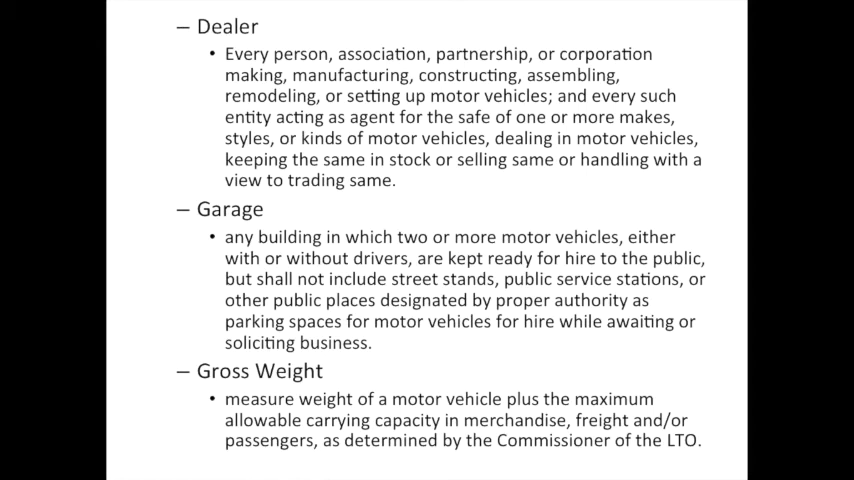 – Dealer
• Every person, association, partnership, or corporation
making, manufacturing, constructing, assembling,
remodeling, or setting up motor vehicles; and every such
entity acting as agent for the safe of one or more makes,
styles, or kinds of motor vehicles, dealing in motor vehicles,
keeping the same in stock or selling same or handling with a
view to trading same.
– Garage
• any building in which two or more motor vehicles, either
with or without drivers, are kept ready for hire to the public,
but shall not include street stands, public service stations, or
other public places designated by proper authority as
parking spaces for motor vehicles for hire while awaiting or
soliciting business.
– Gross Weight
• measure weight of a motor vehicle plus the maximum
allowable carrying capacity in merchandise, freight and/or
passengers, as determined by the Commissioner of the LTO.